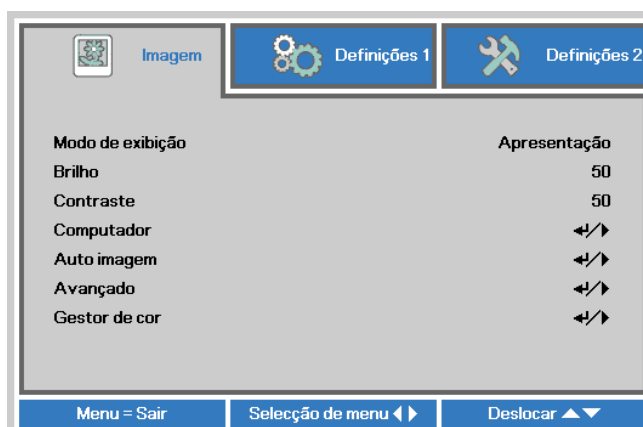 Imagem Definições 1 Definições 2
Modo de exibição Apresentação
Brilho 50
Contraste 50
Computador
Auto imagem
Avançado
Gestor de cor
Menu = Sair Selecção de menu Deslocar